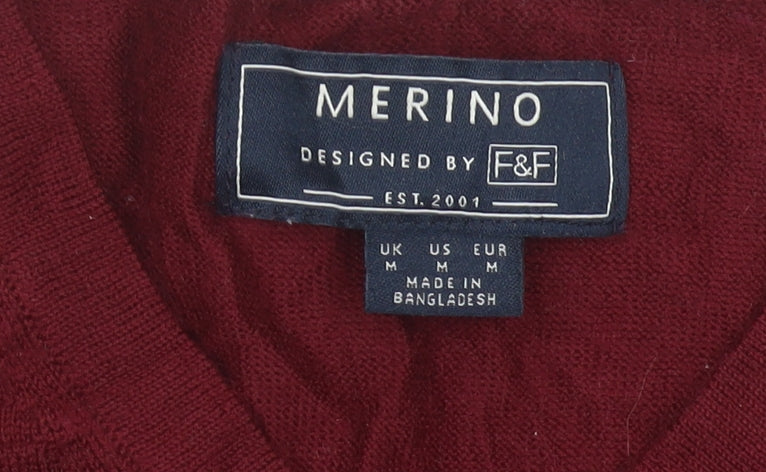 MERINO
DESIGNED BY F&F
EST. 2001
UK US EUR
M M M
MADE IN
BANGLADESH